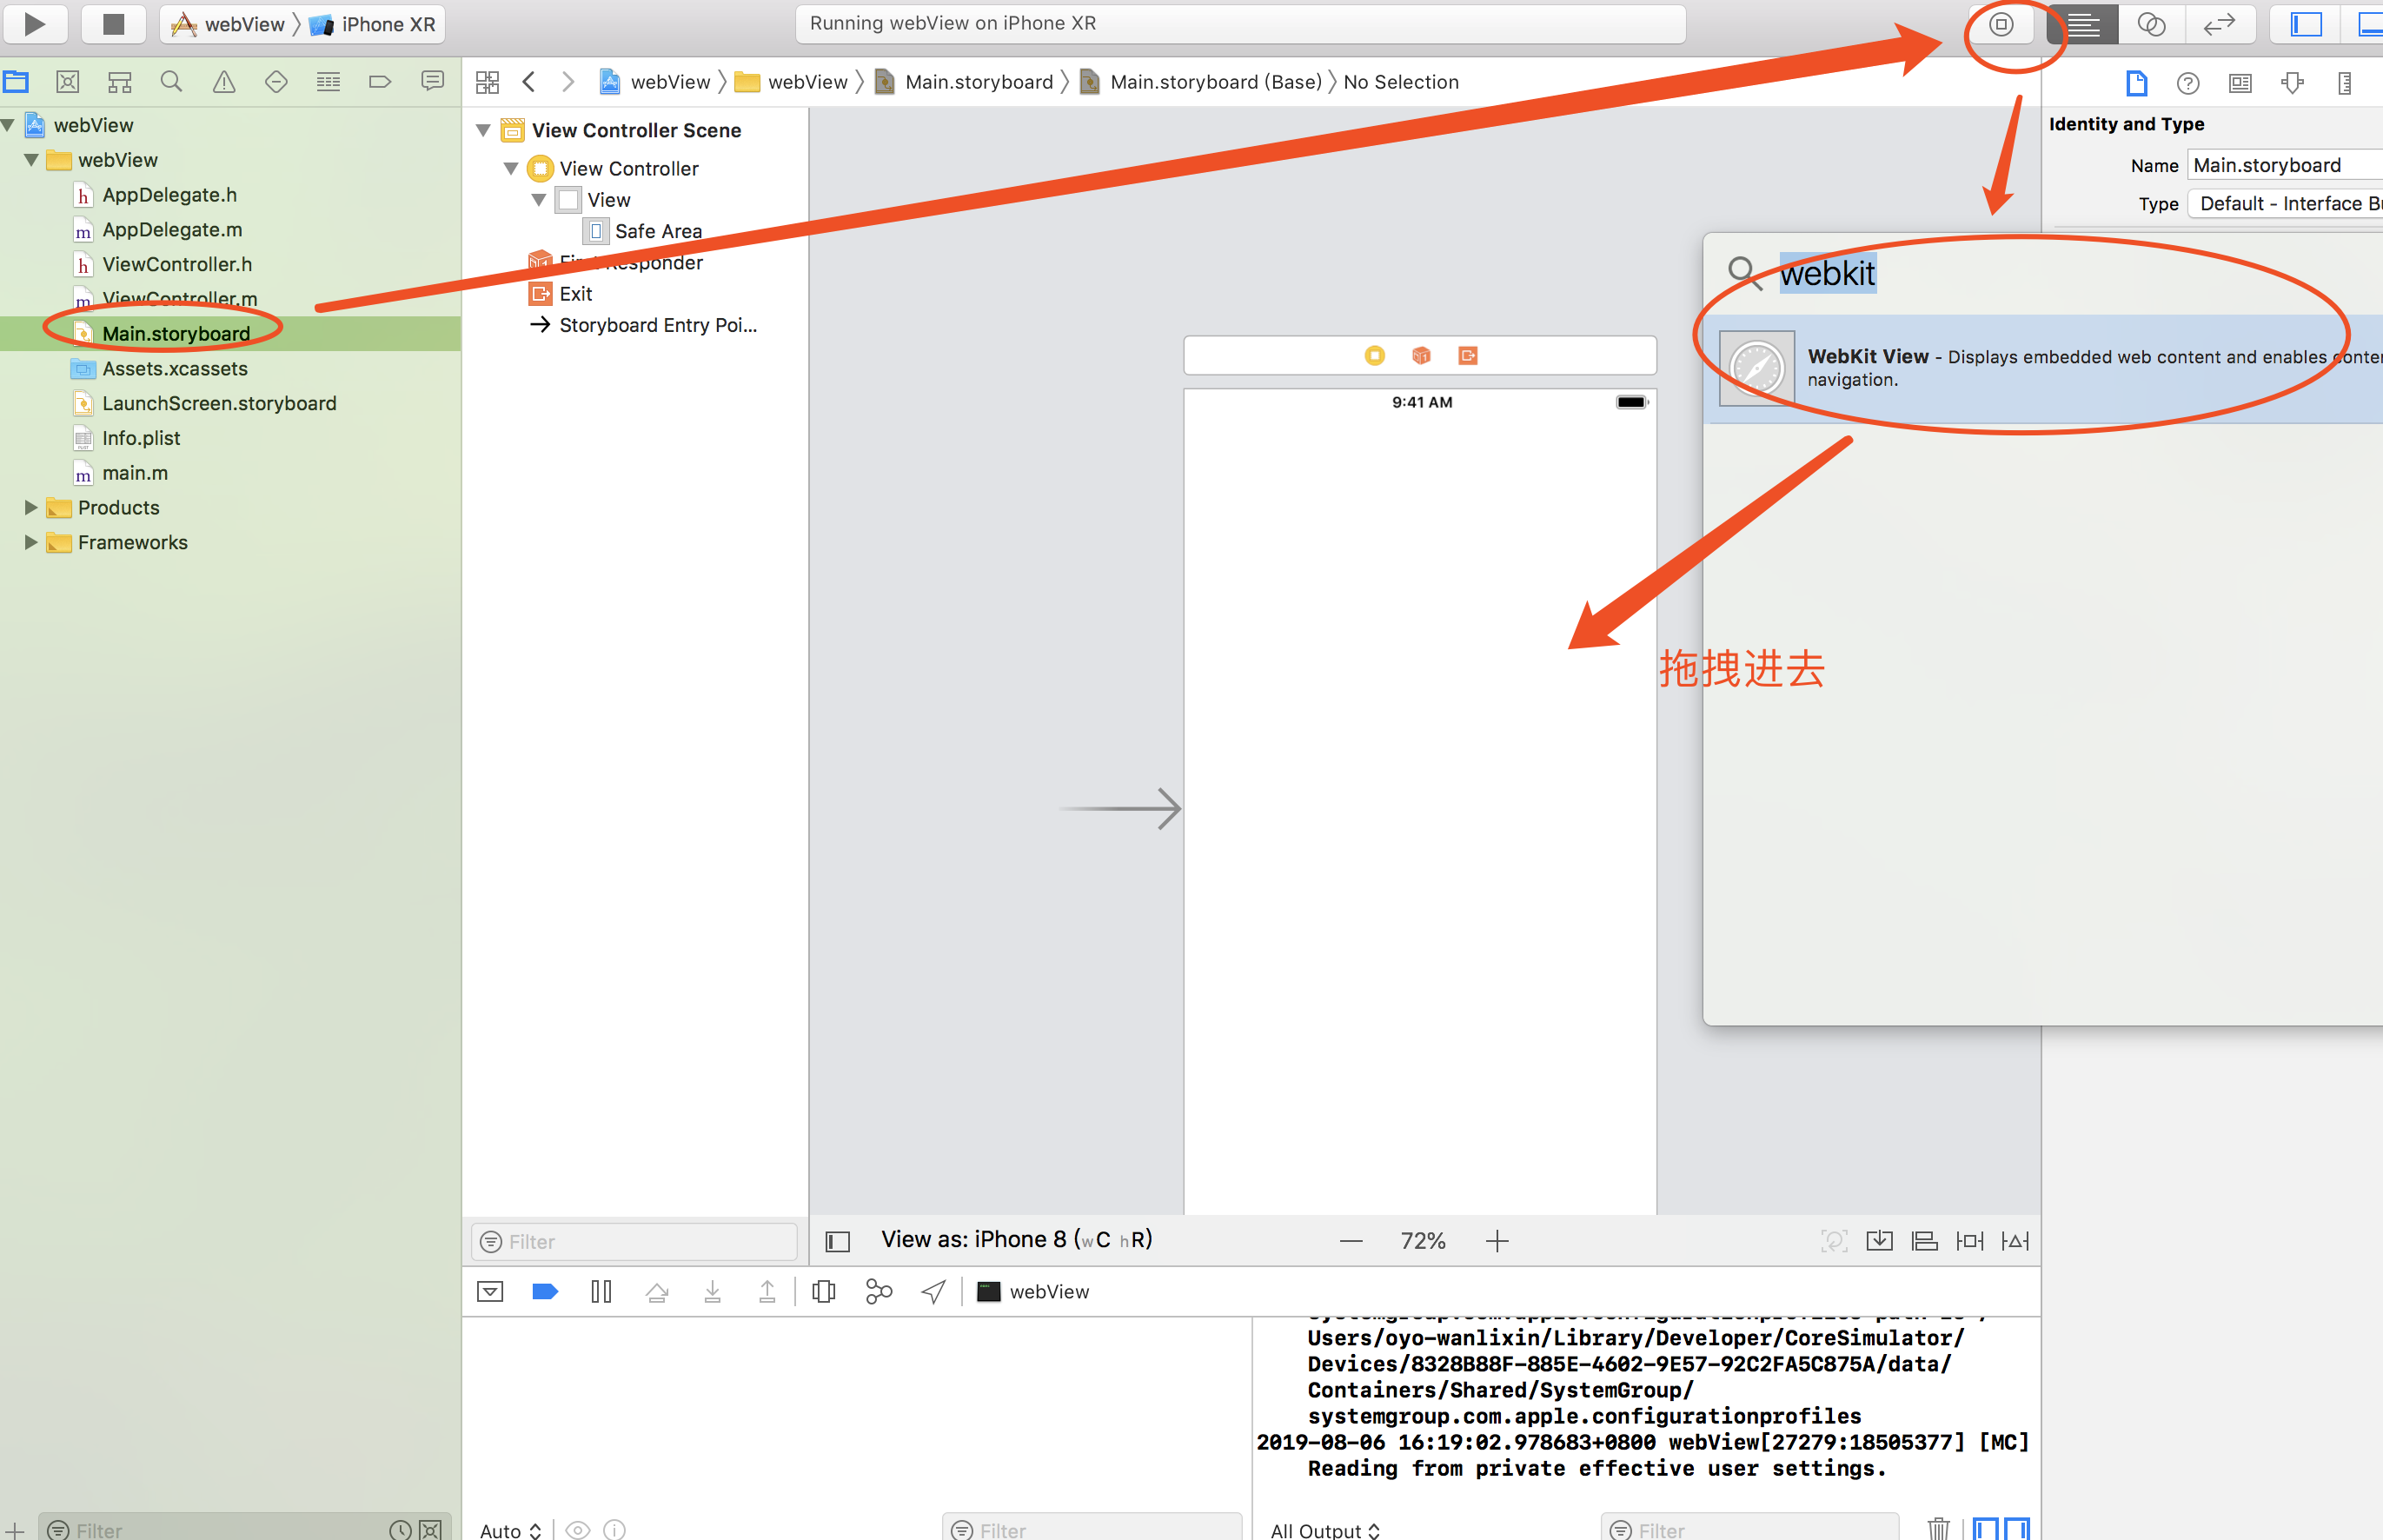 webView 〉 iPhone XR
Running webView on iPhone XR
webView
webView
AppDelegate.h
AppDelegate.m
ViewController.h
ViewController.m
Main.storyboard
Assets.xcassets
LaunchScreen.storyboard
Info.plist
main.m
Products
Frameworks
Filter
webView 〉 webView 〉 Main.storyboard 〉 Main.storyboard (Base) 〉 No Selection
View Controller Scene
View Controller
View
Safe Area
First Responder
Exit
Storyboard Entry Poi...
Filter
9:41 AM
View as: iPhone 8 (wC hR)
72%
Identity and Type
Name Main.storyboard
Type Default - Interface Bu
webkit
WebKit View - Displays embedded web content and enables conte
navigation.
拖拽进去
webView
Users/oyo-wanlixin/Library/Developer/CoreSimulator/
Devices/8328B88F-885E-4602-9E57-92C2FA5C875A/data/
Containers/Shared/SystemGroup/
systemgroup.com.apple.configurationprofiles
2019-08-06 16:19:02.978683+0800 webView[27279:18505377] [MC]
Reading from private effective user settings.
Auto
Filter
All Output
Filter